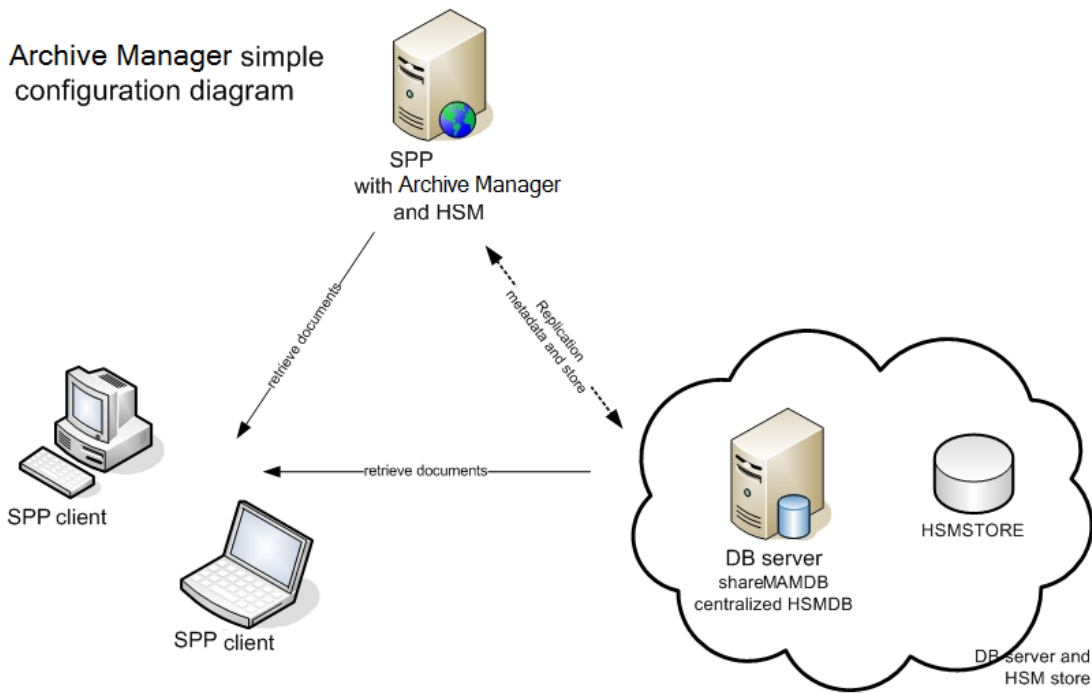 Archive Manager simple
configuration diagram
SPP
with Archive Manager
and HSM
retrieve documents
Replication
metadata and store
retrieve documents
SPP client
SPP client
DB server
shareMAMDB
centralized HSMDB
HSMSTORE
DB server and
HSM store